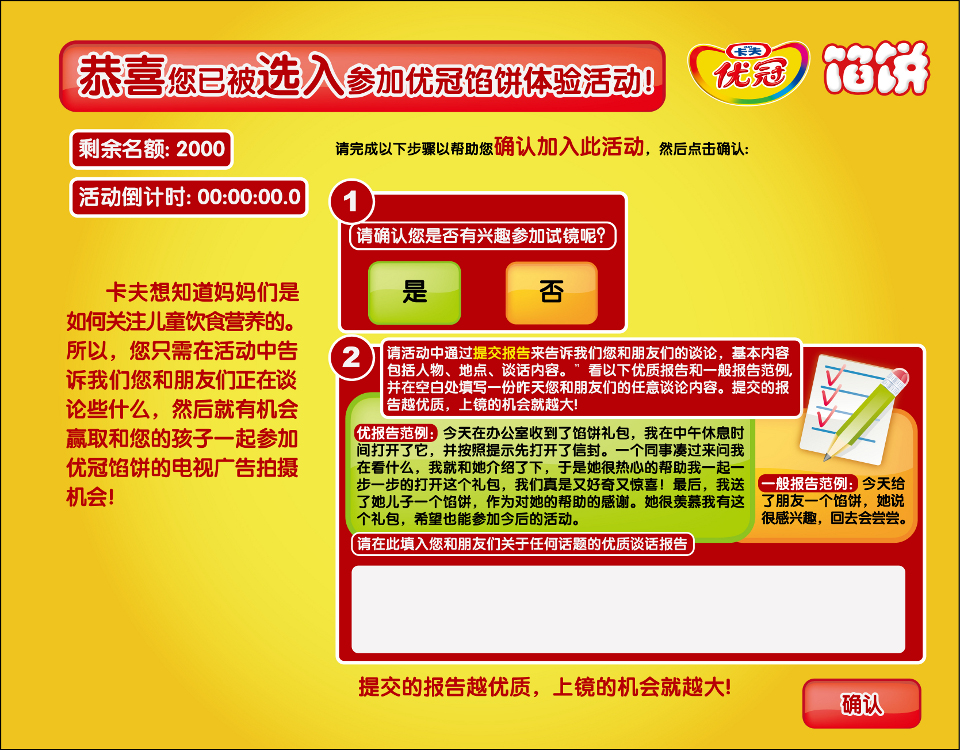 恭喜您已被选入参加优冠馅饼体验活动!
卡夫
优冠
馅饼
剩余名额: 2000
活动倒计时: 00:00:00.0
请完成以下步骤以帮助您确认加入此活动，然后点击确认:
1
请确认您是否有兴趣参加试镜呢?
是
否
卡夫想知道妈妈们是
如何关注儿童饮食营养的。
所以，您只需在活动中告
诉我们您和朋友们正在谈
论些什么，然后就有机会
赢取和您的孩子一起参加
优冠馅饼的电视广告拍摄
机会!
2
请活动中通过提交报告来告诉我们您和朋友们的谈论，基本内容
包括人物、地点、谈话内容。”看以下优质报告和一般报告范例,
并在空白处填写一份昨天您和朋友们的任意谈论内容。提交的报
告越优质，上镜的机会就越大!
优报告范例: 今天在办公室收到了馅饼礼包，我在中午休息时
间打开了它，并按照提示先打开了信封。一个同事凑过来问我
在看什么，我就和她介绍了下，于是她很热心的帮助我一起一
步一步的打开这个礼包，我们真是又好奇又惊喜！最后，我送
了她儿子一个馅饼，作为对她的帮助的感谢。她很羡慕我有这
个礼包，希望也能参加今后的活动。
一般报告范例: 今天给
了朋友一个馅饼，她说
很感兴趣，回去会尝尝。
请在此填入您和朋友们关于任何话题的优质谈话报告
提交的报告越优质，上镜的机会就越大!
确认